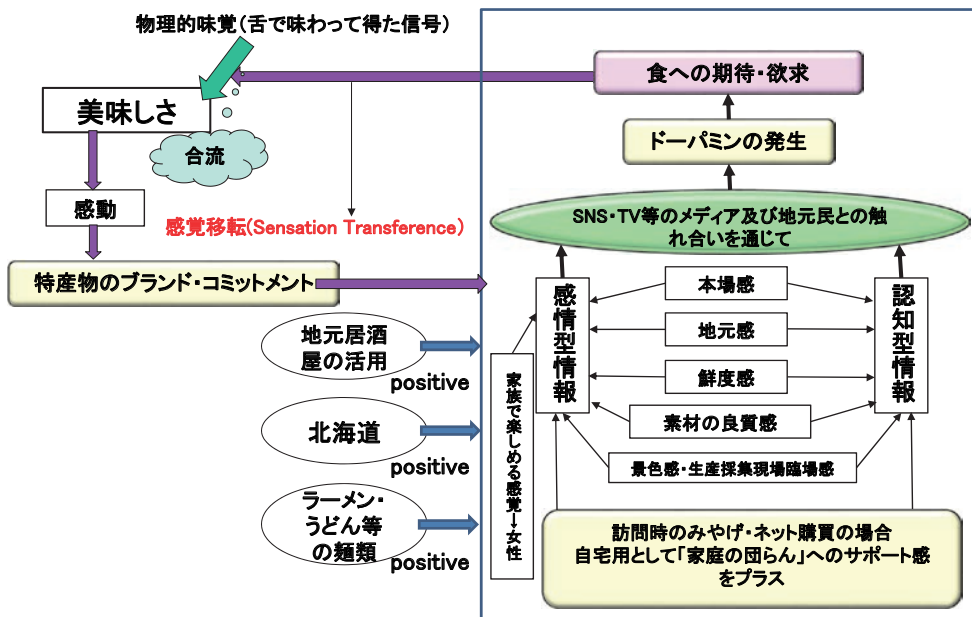 物理的味覚(舌で味わって得た信号)
食への期待・欲求
美味しさ
合流
ドーパミンの発生
感動
感覚移転(Sensation Transference)
SNS・TV等のメディア及び地元民との触
れ合いを通じて
特産物のブランド・コミットメント
感情型情報
本場感
認知型情報
地元感
鮮度感
素材の良質感
景色感・生産採集現場臨場感
家族で楽しめる感覚→女性
地元居酒
屋の活用
positive
北海道
positive
ラーメン・
うどん等
の麺類
positive
訪問時のみやげ・ネット購買の場合
自宅用として「家庭の団らん」へのサポート感
をプラス